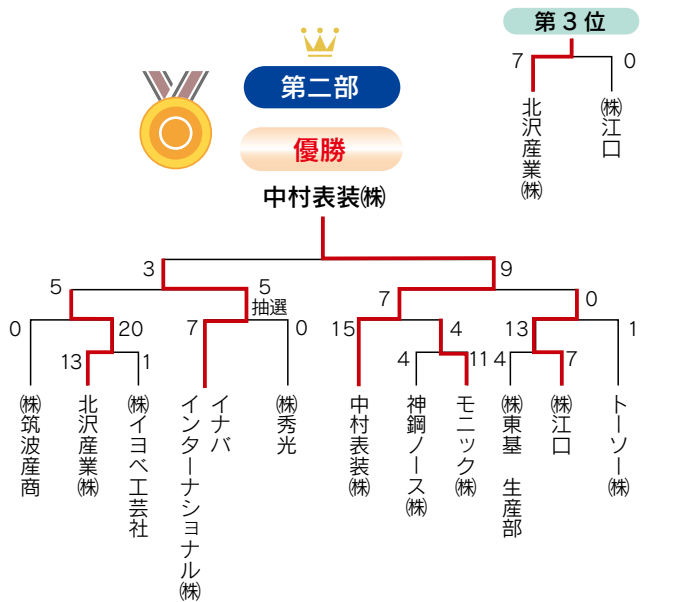 第3位
7
0
北沢産業㈱
㈱江口
第二部
優勝
中村表装㈱
3
9
5
5
抽選
7
0
0
20
7
0
15
4
13
1
13
1
4
11
4
7
㈱筑波産商
北沢産業㈱
㈱イヨベ工芸社
イナバ
インターナショナル㈱
㈱秀光
中村表装㈱
神鋼ノース㈱
モニック㈱
㈱東基　生産部
㈱江口
トーソー㈱